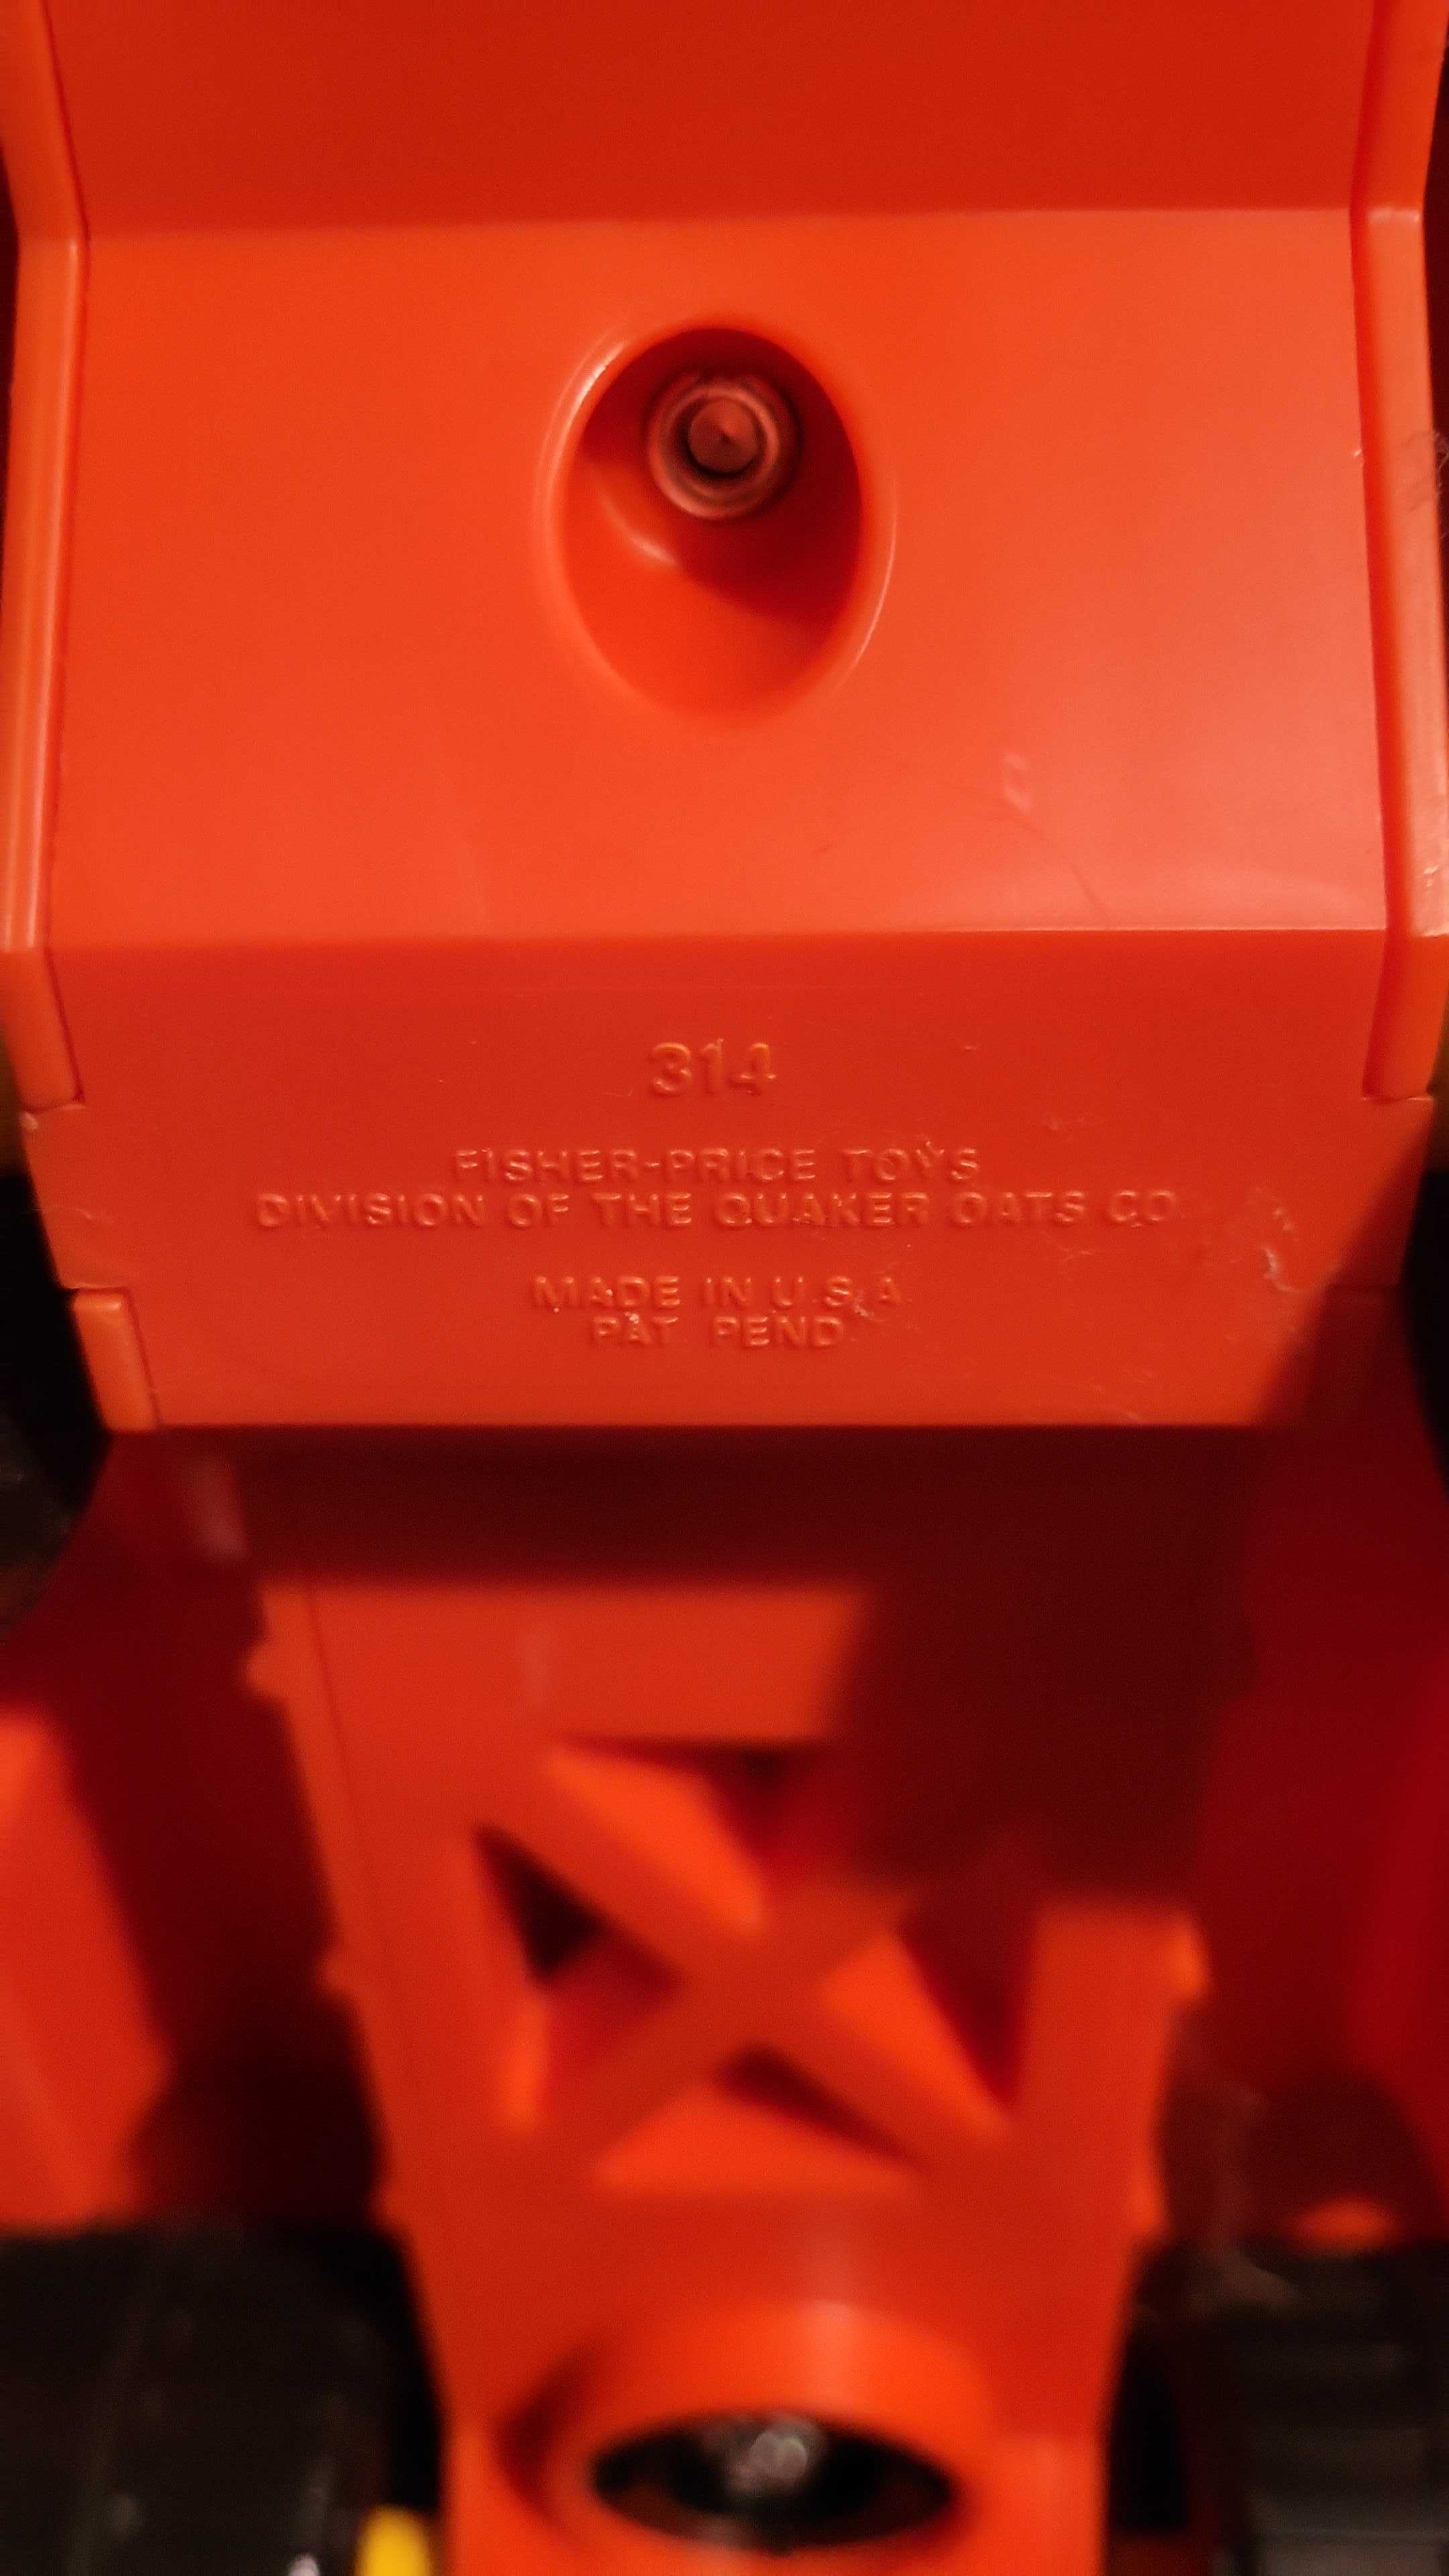 314
FISHER-PRICE TOYS
DIVISION OF THE QUAKER OATS CO
MADE IN U.S.A
PAT PEND